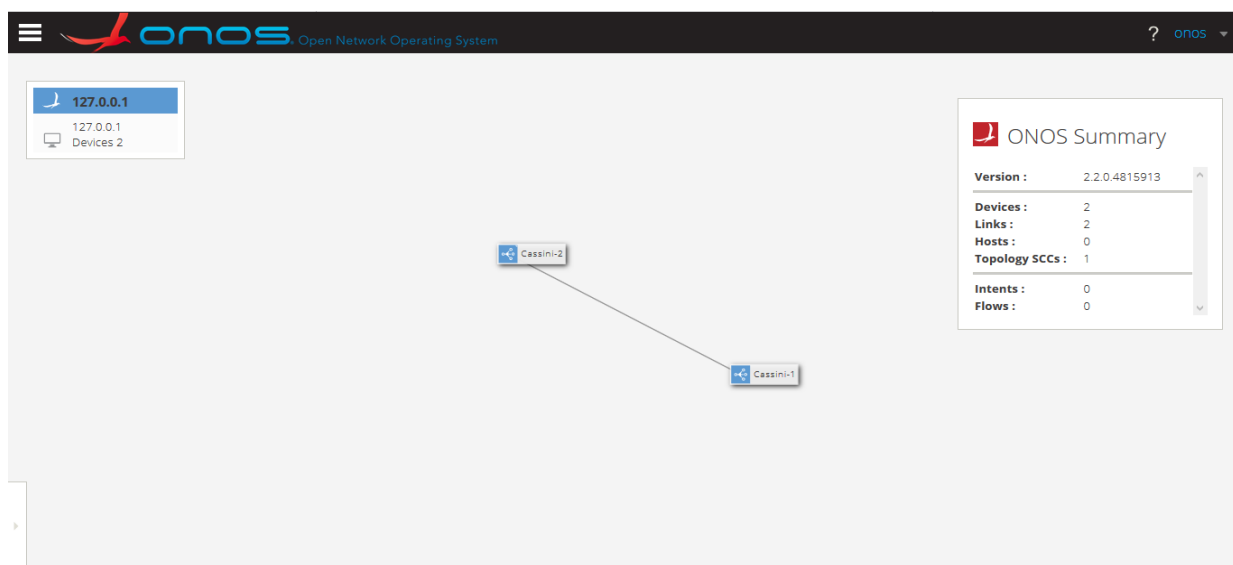 onos Open Network Operating System ? onos
127.0.0.1
127.0.0.1
Devices 2
ONOS Summary
Version : 2.2.0.4815913
Devices : 2
Links : 2
Hosts : 0
Topology SCCs : 1
Intents : 0
Flows : 0
Cassini-2
Cassini-1